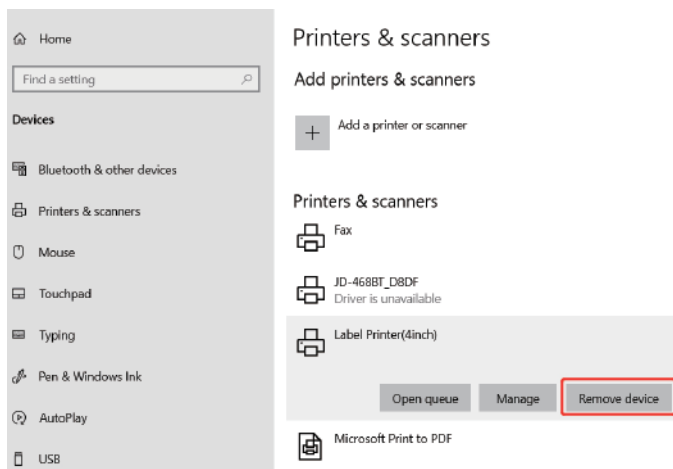 Home
Find a setting
Devices
Bluetooth & other devices
Printers & scanners
Mouse
Touchpad
Typing
Pen & Windows Ink
AutoPlay
USB
Printers & scanners
Add printers & scanners
Add a printer or scanner
Printers & scanners
Fax
JD-468BT_D8DF
Driver is unavailable
Label Printer(4inch)
Open queue Manage Remove device
Microsoft Print to PDF